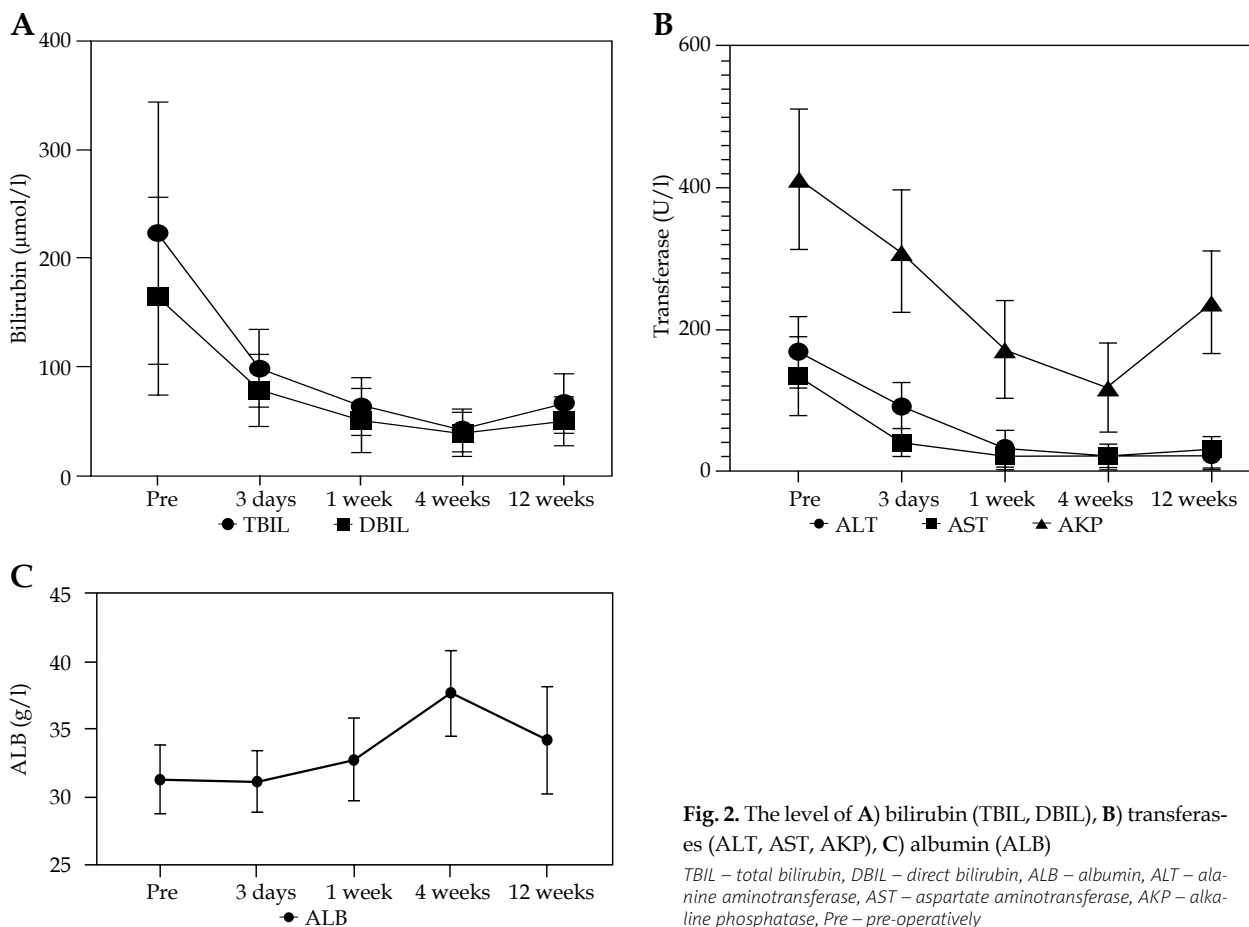 A
400
300
200
100
0
Bilirubin (μmol/l)
Pre 3 days 1 week 4 weeks 12 weeks
TBIL DBIL
B
600
400
200
0
Transferase (U/l)
Pre 3 days 1 week 4 weeks 12 weeks
ALT AST AKP
C
45
40
35
30
25
ALB (g/l)
Pre 3 days 1 week 4 weeks 12 weeks
ALB
Fig. 2. The level of A) bilirubin (TBIL, DBIL), B) transferas-
es (ALT, AST, AKP), C) albumin (ALB)
TBIL – total bilirubin, DBIL – direct bilirubin, ALB – albumin, ALT – ala-
nine aminotransferase, AST – aspartate aminotransferase, AKP – alka-
line phosphatase, Pre – pre-operatively